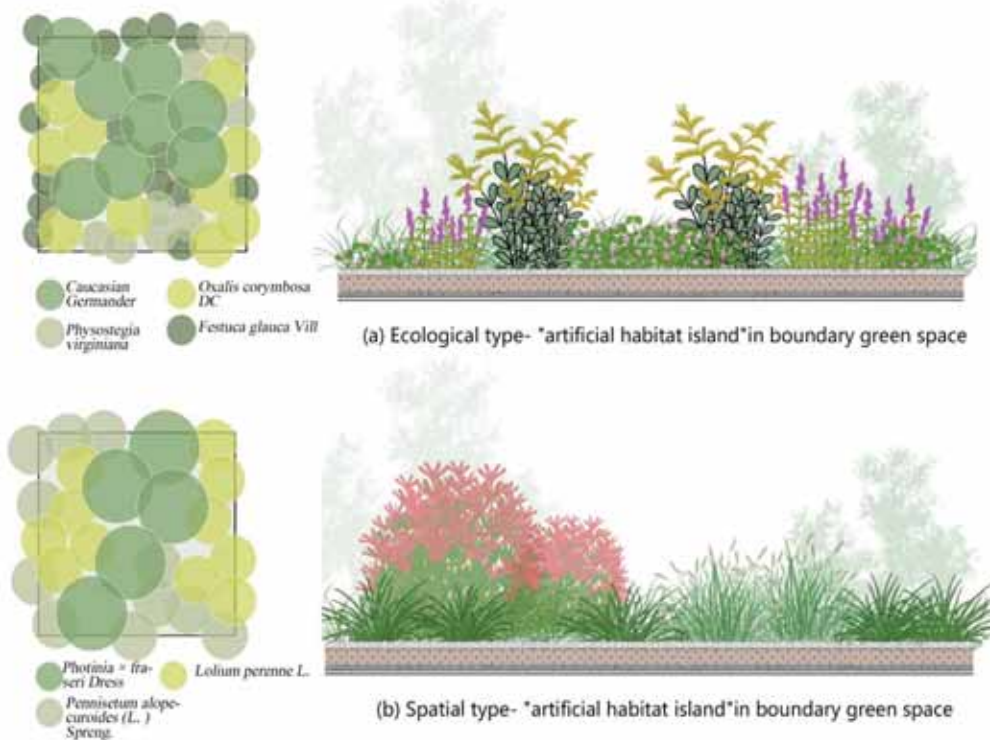 Caucasian
Germander
Oxalis corymbosa
DC
Physostegia
virginiana
Festuca glauca Vill
(a) Ecological type- "artificial habitat island"in boundary green space
Photinia × fra-
seri Dress
Lolium perenne L.
Pennisetum alope-
curoides (L. )
Spreng.
(b) Spatial type- "artificial habitat island"in boundary green space